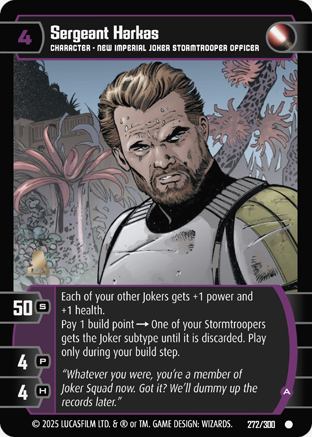 4 Sergeant Harkas
CHARACTER - NEW IMPERIAL JOKER STORMTROOPER OFFICER
50 S
4 P
4 H
Each of your other Jokers gets +1 power and
+1 health.
Pay 1 build point → One of your Stormtroopers
gets the Joker subtype until it is discarded. Play
only during your build step.
“Whatever you were, you’re a member of
Joker Squad now. Got it? We’ll dummy up the
records later.”
A
© 2025 LUCASFILM LTD. & ® OR TM. GAME DESIGN: WIZARDS. 272/300